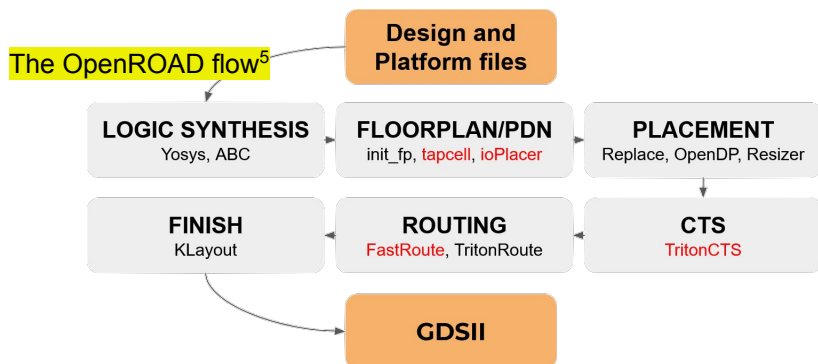 Design and
Platform files
The OpenROAD flow5
LOGIC SYNTHESIS
Yosys, ABC
FLOORPLAN/PDN
init_fp, tapcell, ioPlacer
PLACEMENT
Replace, OpenDP, Resizer
FINISH
KLayout
ROUTING
FastRoute, TritonRoute
CTS
TritonCTS
GDSII